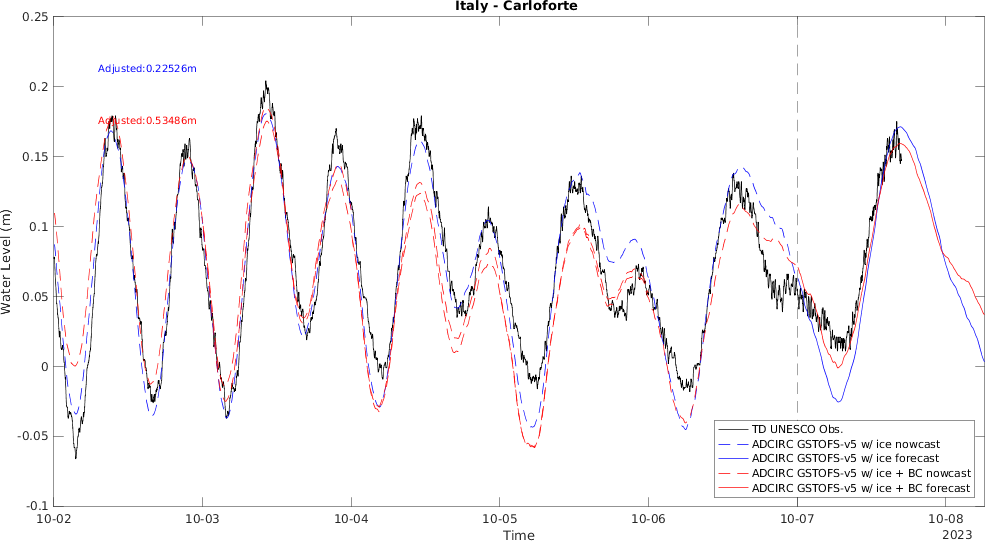 Italy - Carloforte
0.25
0.2
0.15
0.1
0.05
0
-0.05
-0.1
Water Level (m)
Adjusted:0.22526m
Adjusted:0.53486m
TD UNESCO Obs.
ADCIRC GSTOFS-v5 w/ ice nowcast
ADCIRC GSTOFS-v5 w/ ice forecast
ADCIRC GSTOFS-v5 w/ ice + BC nowcast
ADCIRC GSTOFS-v5 w/ ice + BC forecast
10-02 10-03 10-04 10-05 10-06 10-07 10-08
Time
2023